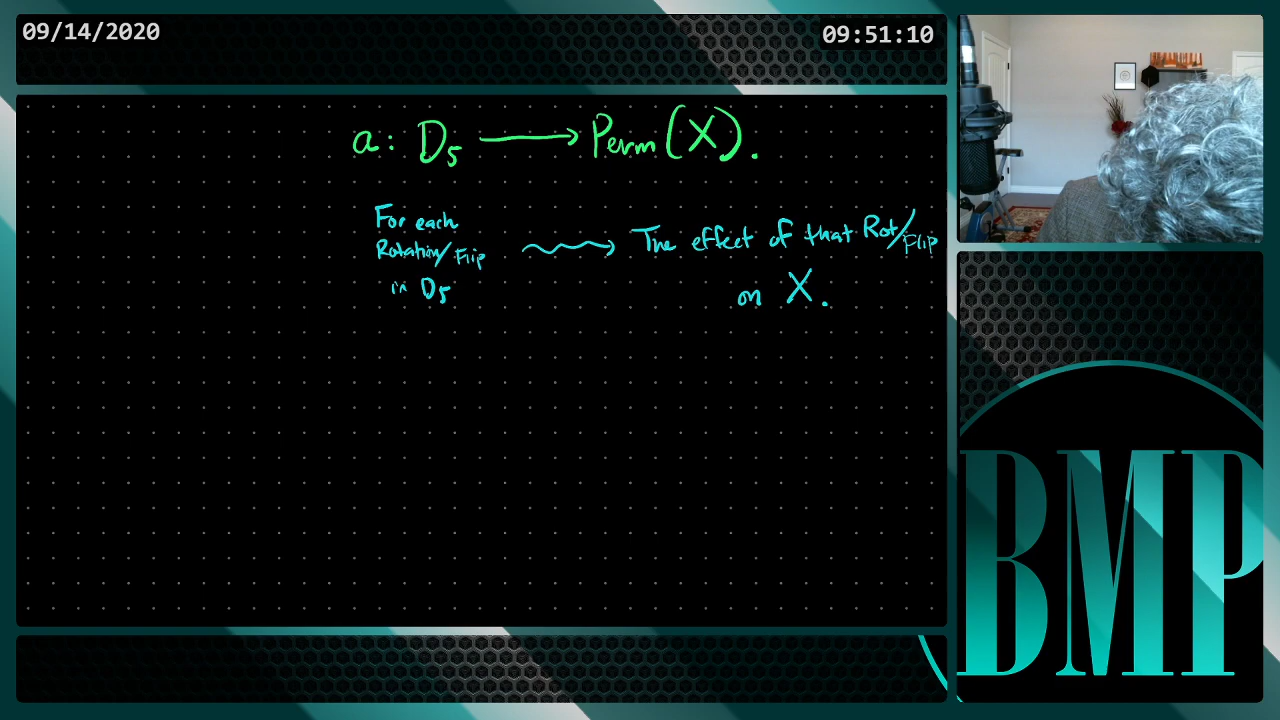 09/14/2020
09:51:10
a: D₅ ⟶ Perm(X).
For each
Rotation/Flip
in D₅
The effect of that Rot/Flip
on X.
BMP